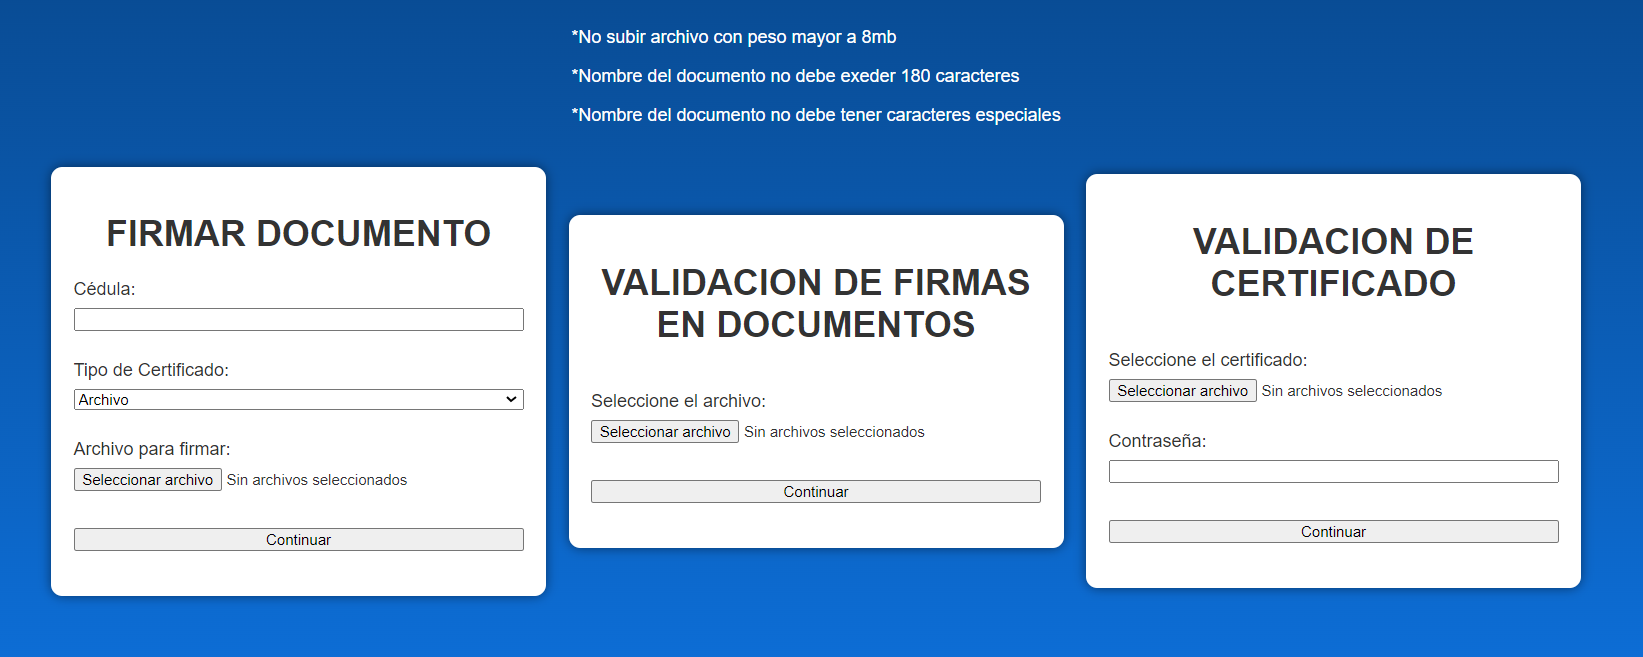 *No subir archivo con peso mayor a 8mb
*Nombre del documento no debe exeder 180 caracteres
*Nombre del documento no debe tener caracteres especiales
FIRMAR DOCUMENTO
Cédula:
Tipo de Certificado:
Archivo
Archivo para firmar:
Seleccionar archivo Sin archivos seleccionados
Continuar
VALIDACION DE FIRMAS
EN DOCUMENTOS
Seleccione el archivo:
Seleccionar archivo Sin archivos seleccionados
Continuar
VALIDACION DE
CERTIFICADO
Seleccione el certificado:
Seleccionar archivo Sin archivos seleccionados
Contraseña:
Continuar